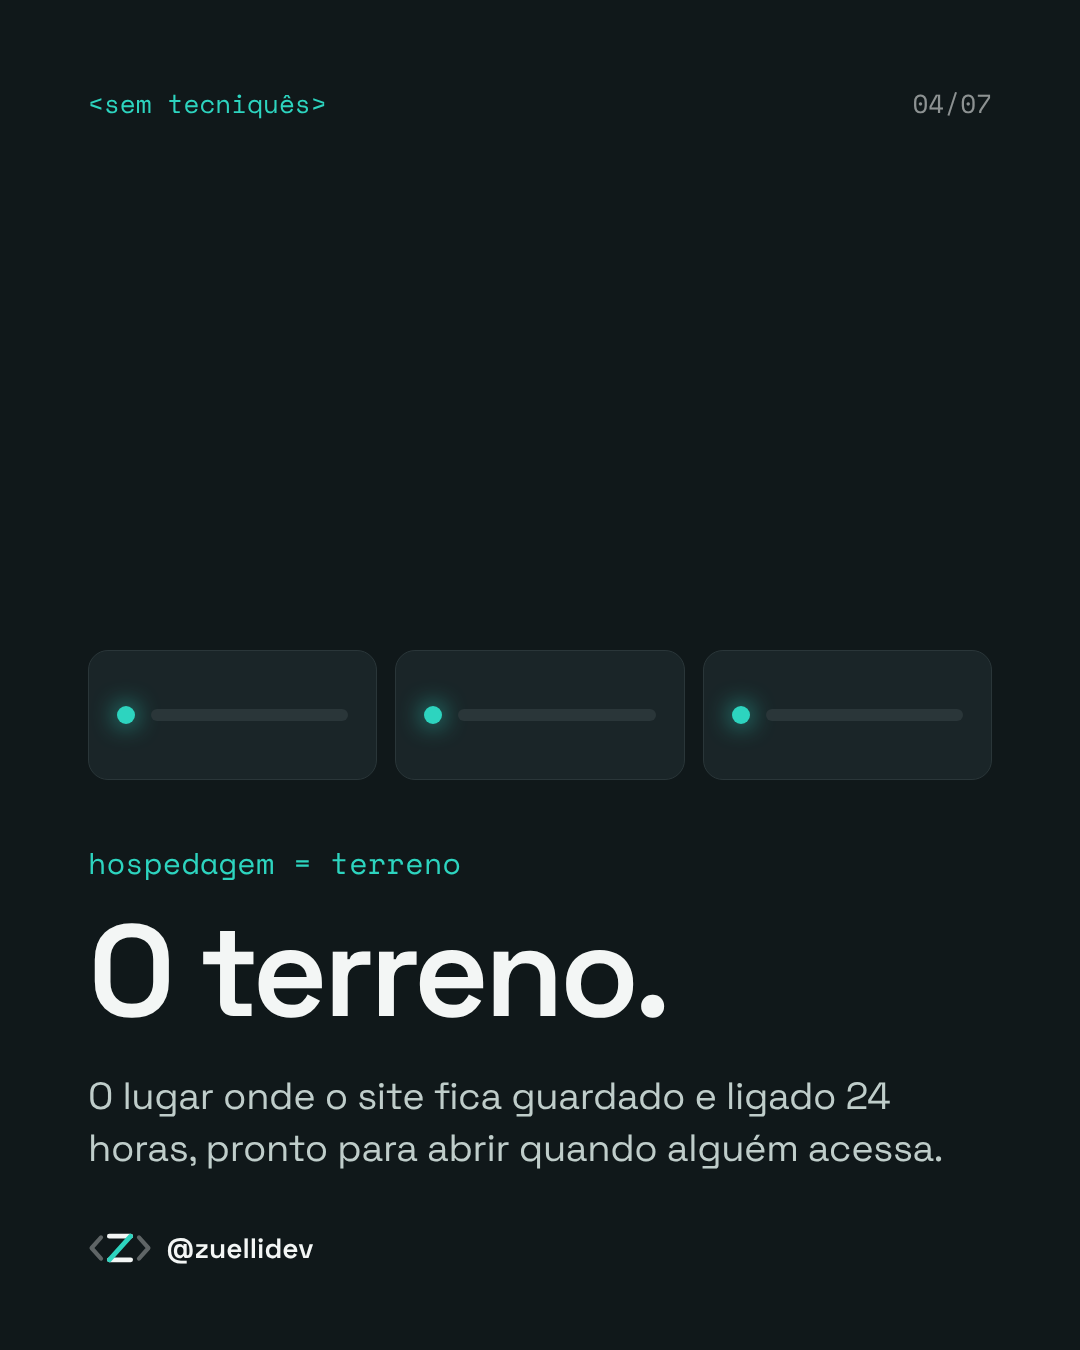 <sem tecniquês>
04/07
hospedagem = terreno
O terreno.
O lugar onde o site fica guardado e ligado 24
horas, pronto para abrir quando alguém acessa.
<Z> @zuellidev